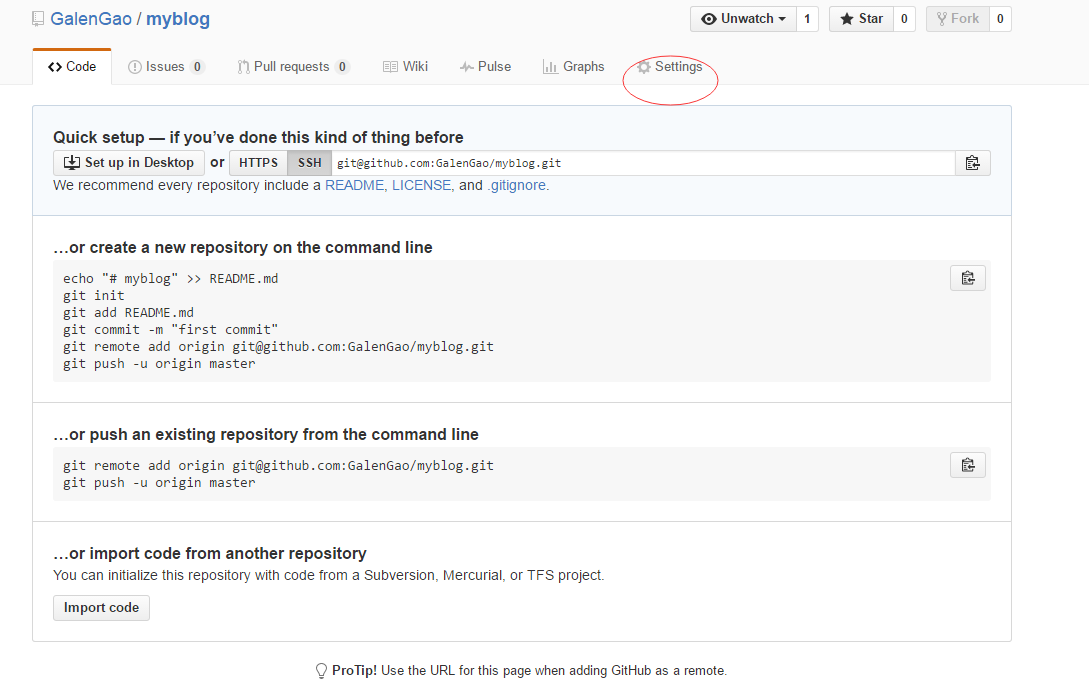 GalenGao / myblog
Unwatch 1 Star 0 Fork 0
Code Issues 0 Pull requests 0 Wiki Pulse Graphs Settings
Quick setup — if you’ve done this kind of thing before
Set up in Desktop or HTTPS SSH git@github.com:GalenGao/myblog.git
We recommend every repository include a README, LICENSE, and .gitignore.
…or create a new repository on the command line
echo "# myblog" >> README.md
git init
git add README.md
git commit -m "first commit"
git remote add origin git@github.com:GalenGao/myblog.git
git push -u origin master
…or push an existing repository from the command line
git remote add origin git@github.com:GalenGao/myblog.git
git push -u origin master
…or import code from another repository
You can initialize this repository with code from a Subversion, Mercurial, or TFS project.
Import code
ProTip! Use the URL for this page when adding GitHub as a remote.